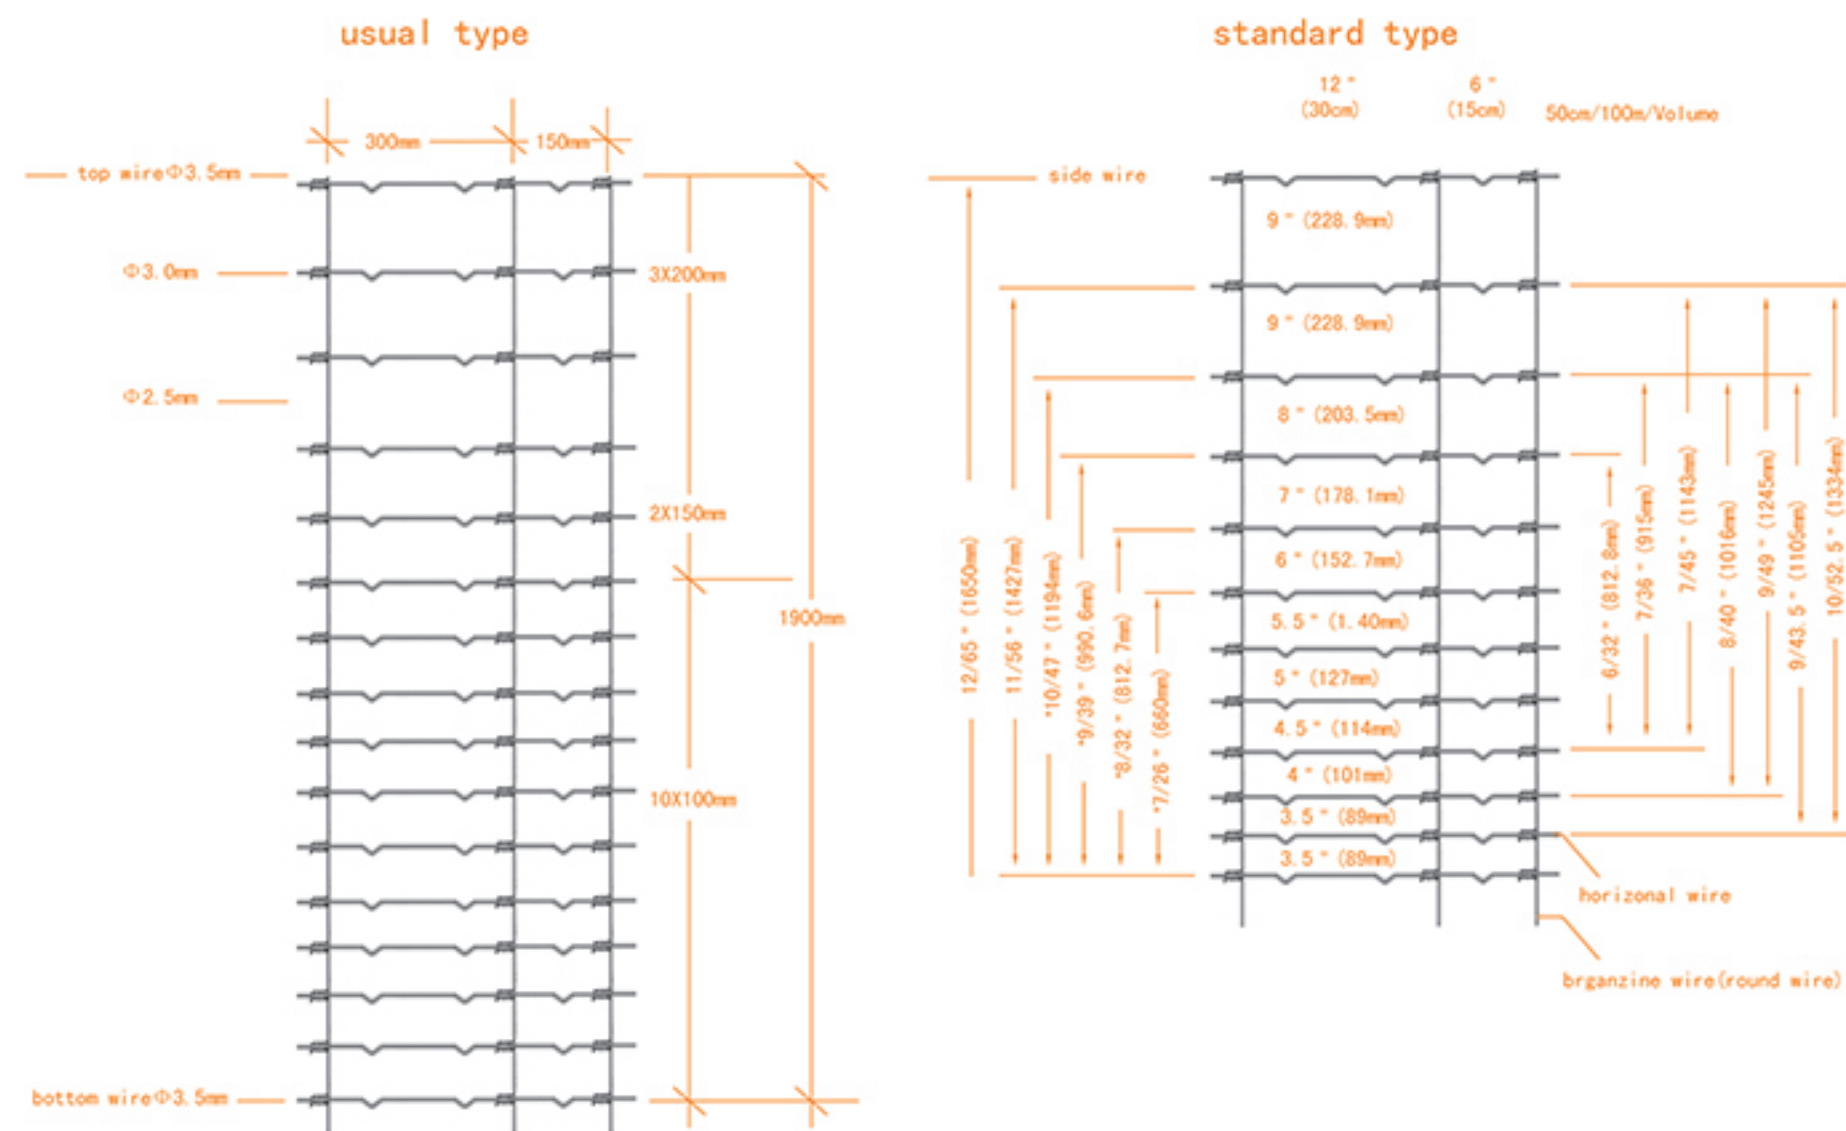 usual type
300mm
150mm
top wireΦ3.5mm
Φ3.0mm
3X200mm
Φ2.5mm
2X150mm
1900mm
10X100mm
bottom wireΦ3.5mm
standard type
12"
(30cm)
6"
(15cm)
50cm/100m/Volume
side wire
9" (228.9mm)
9" (228.9mm)
8" (203.5mm)
7" (178.1mm)
6" (152.7mm)
5.5" (1.40mm)
5" (127mm)
4.5" (114mm)
4" (101mm)
3.5" (89mm)
3.5" (89mm)
12/65" (1650mm)
11/56" (1427mm)
*10/47" (1194mm)
*9/39" (990.6mm)
*8/32" (812.7mm)
*7/26" (660mm)
6/32" (812.8mm)
7/36" (915mm)
7/45" (1143mm)
8/40" (1016mm)
9/49" (1245mm)
9/43.5" (1105mm)
10/52.5" (1334mm)
horizonal wire
brganzine wire(round wire)